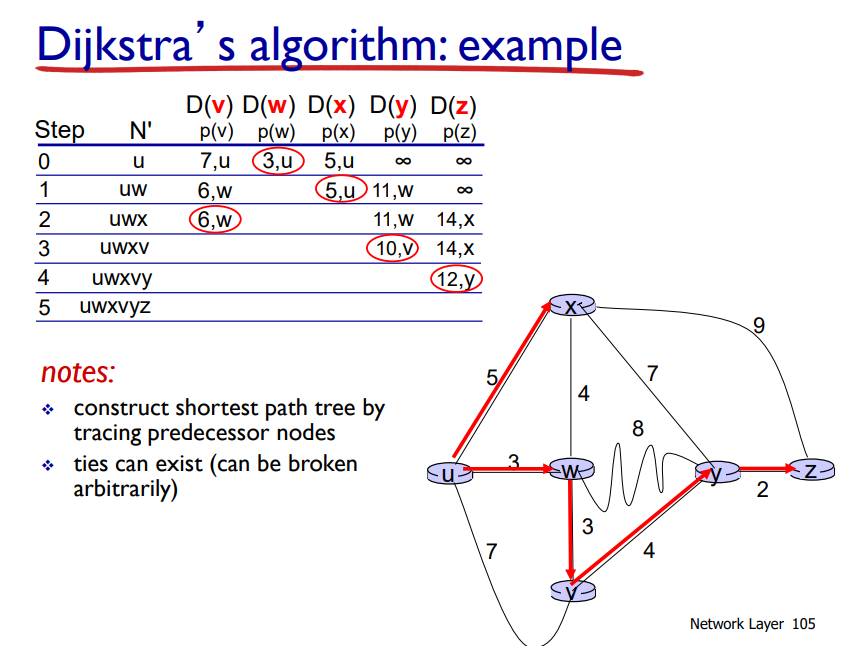 Dijkstra’s algorithm: example
D(v) D(w) D(x) D(y) D(z)
Step N' p(v) p(w) p(x) p(y) p(z)
0 u 7,u 3,u 5,u ∞ ∞
1 uw 6,w 5,u 11,w ∞
2 uwx 6,w 11,w 14,x
3 uwxv 10,v 14,x
4 uwxvy 12,y
5 uwxvyz
notes:
construct shortest path tree by
tracing predecessor nodes
ties can exist (can be broken
arbitrarily)
x
9
5
7
4
8
3
u
w
y
z
2
3
7
4
v
Network Layer 105